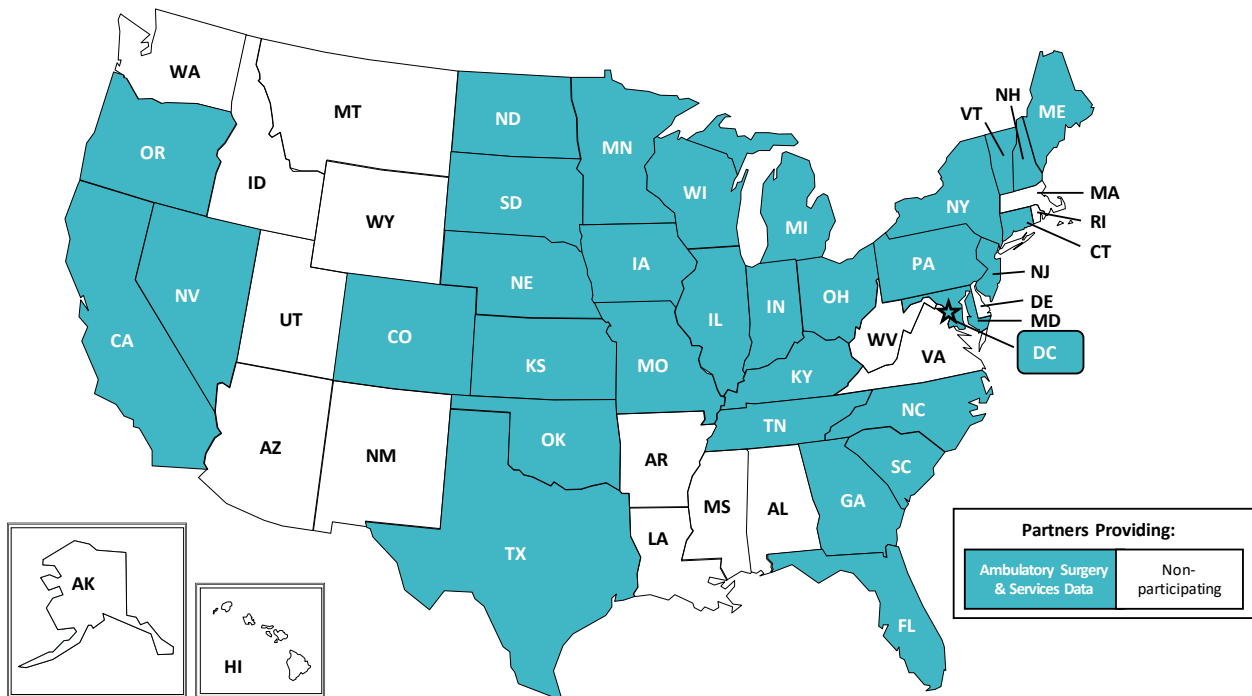 WA
MT
ND
MN
VT
NH
ME
OR
ID
WY
SD
WI
MI
NY
MA
RI
CT
NE
IA
PA
NJ
NV
UT
CO
KS
MO
IL
IN
OH
WV
VA
DE
MD
DC
CA
KY
AZ
NM
OK
AR
TN
NC
SC
MS
AL
GA
TX
LA
FL
AK
HI
Partners Providing:
Ambulatory Surgery
& Services Data
Non-
participating